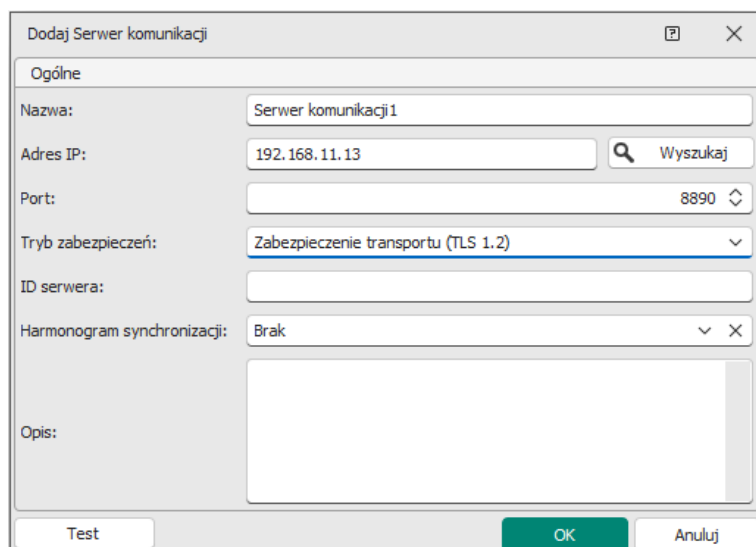 Dodaj Serwer komunikacji
Ogólne
Nazwa: Serwer komunikacji1
Adres IP: 192.168.11.13 Wyszukaj
Port: 8890
Tryb zabezpieczeń: Zabezpieczenie transportu (TLS 1.2)
ID serwera:
Harmonogram synchronizacji: Brak
Opis:
Test OK Anuluj